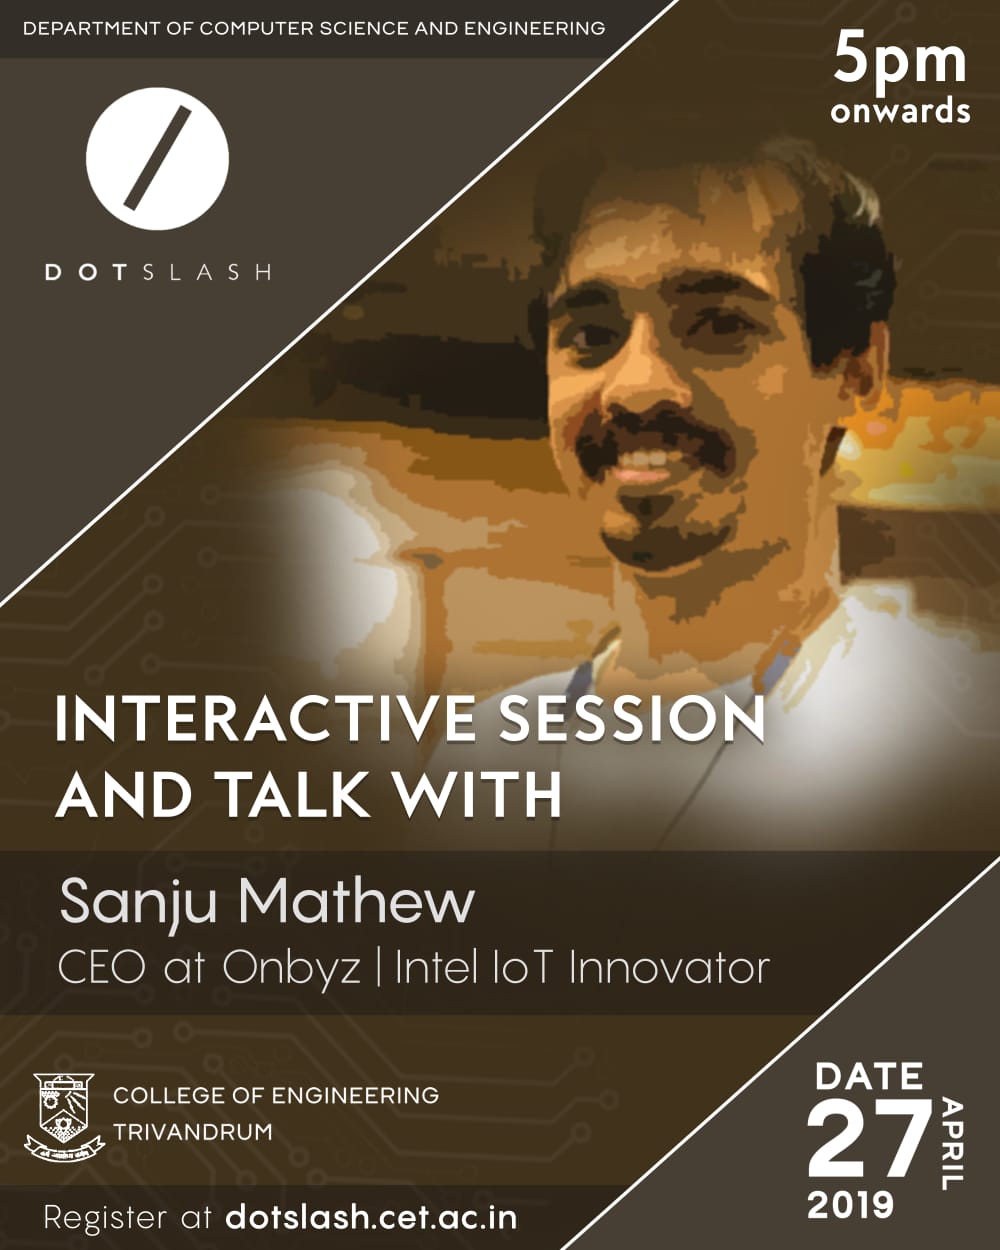 DEPARTMENT OF COMPUTER SCIENCE AND ENGINEERING
5pm
onwards
DOTSLASH
INTERACTIVE SESSION
AND TALK WITH
Sanju Mathew
CEO at Onbyz | Intel IoT Innovator
COLLEGE OF ENGINEERING
TRIVANDRUM
DATE
27
APRIL
2019
Register at dotslash.cet.ac.in